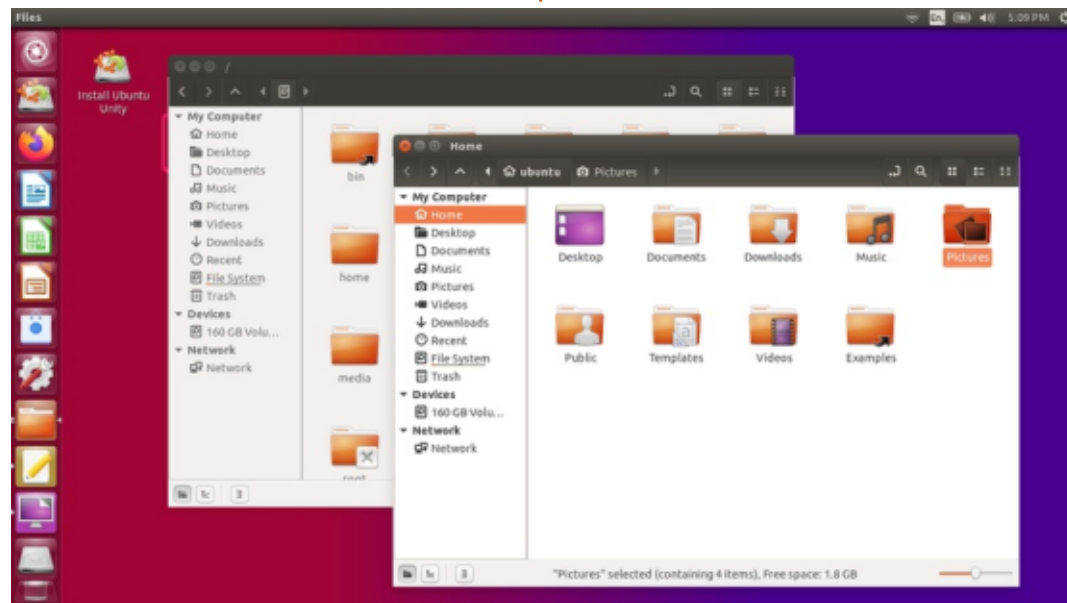 Files
En
5:09 PM
Install Ubuntu
Unity
/
My Computer
Home
Desktop
Documents
Music
Pictures
Videos
Downloads
Recent
File System
Trash
Devices
160 GB Volu...
Network
Network
bin
home
media
root
Home
ubuntu
Pictures
My Computer
Home
Desktop
Documents
Music
Pictures
Videos
Downloads
Recent
File System
Trash
Devices
160 GB Volu...
Network
Network
Desktop
Documents
Downloads
Music
Pictures
Public
Templates
Videos
Examples
"Pictures" selected (containing 4 items), Free space: 1.8 GB